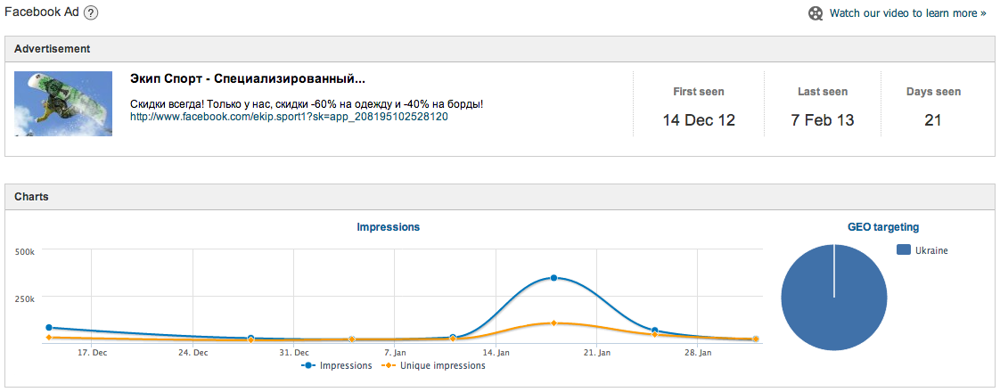 Facebook Ad ?
Watch our video to learn more »
Advertisement
Экип Спорт - Специализированный...
Скидки всегда! Только у нас, скидки -60% на одежду и -40% на борды!
http://www.facebook.com/ekip.sport1?sk=app_208195102528120
First seen
14 Dec 12
Last seen
7 Feb 13
Days seen
21
Charts
Impressions
500k
250k
17. Dec
24. Dec
31. Dec
7. Jan
14. Jan
21. Jan
28. Jan
Impressions
Unique impressions
GEO targeting
Ukraine